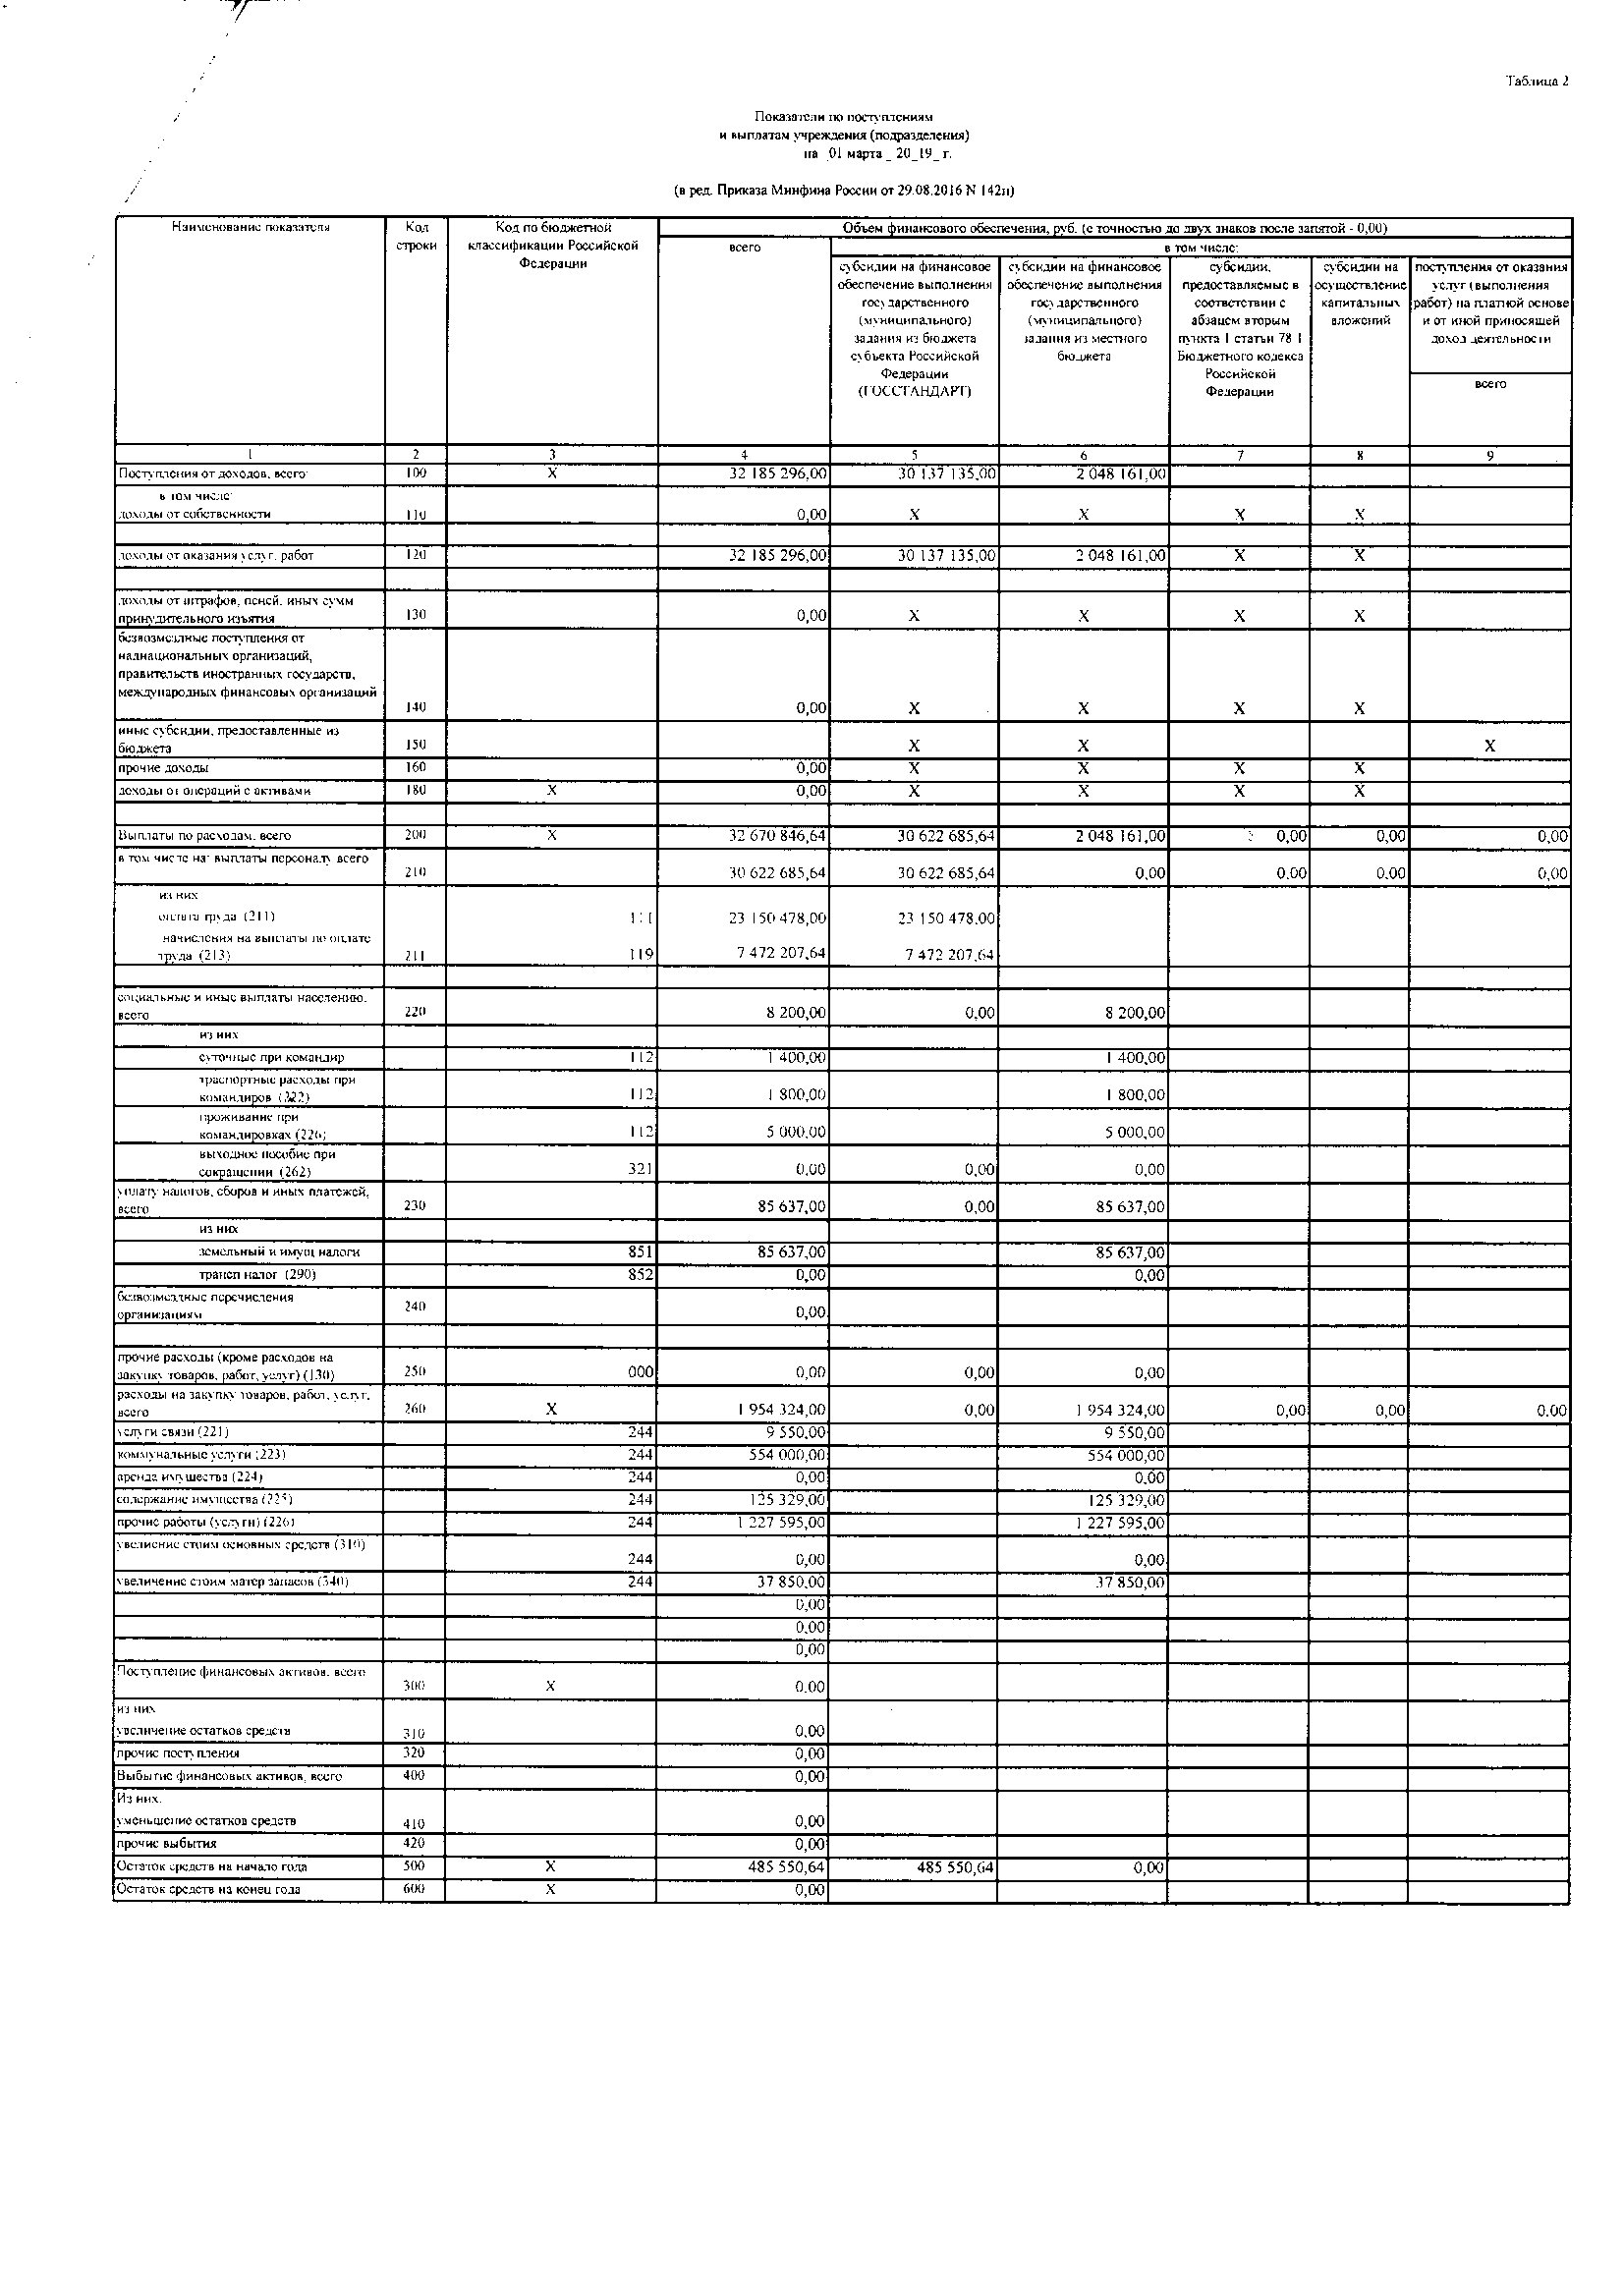 Таблица 2
Показатели по поступлениям
и выплатам учреждения (подразделения)
на 01 марта _ 20_19_ г.
(в ред. Приказа Минфина России от 29.08.2016 N 142н)
Наименование показателя
Код строки
Код по бюджетной классификации Российской Федерации
Объем финансового обеспечения, руб. (с точностью до двух знаков после запятой - 0,00)
всего
в том числе:
субсидии на финансовое обеспечение выполнения государственного (муниципального) задания из бюджета субъекта Российской Федерации (ГОССТАНДАРТ)
субсидии на финансовое обеспечение выполнения государственного (муниципального) задания из местного бюджета
субсидии, предоставляемые в соответствии с абзацем вторым пункта 1 статьи 78 1 Бюджетного кодекса Российской Федерации
субсидии на осуществление капитальных вложений
поступления от оказания услуг (выполнения работ) на платной основе и от иной приносящей доход деятельности
всего
1 2 3 4 5 6 7 8 9
Поступления от доходов, всего: 100 X 32 185 296,00 30 137 135,00 2 048 161,00
в том числе:
доходы от собственности 110 0,00 X X X X
доходы от оказания услуг, работ 120 32 185 296,00 30 137 135,00 2 048 161,00 X X
доходы от штрафов, пеней, иных сумм
принудительного изъятия 130 0,00 X X X X
безвозмездные поступления от
наднациональных организаций,
правительств иностранных государств,
международных финансовых организаций
140 0,00 X X X X
иные субсидии, предоставленные из
бюджета 150 X X X
прочие доходы 160 0,00 X X X X
доходы от операций с активами 180 X 0,00 X X X X
Выплаты по расходам, всего 200 X 32 670 846,64 30 622 685,64 2 048 161,00 0,00 0,00 0,00
в том числе на: выплаты персоналу всего
210 30 622 685,64 30 622 685,64 0,00 0,00 0,00 0,00
из них
оплата труда (211) 111 23 150 478,00 23 150 478,00
начисления на выплаты по оплате
труда (213) 211 119 7 472 207,64 7 472 207,64
социальные и иные выплаты населению,
всего 220 8 200,00 0,00 8 200,00
из них
суточные при командир 112 1 400,00 1 400,00
траспортные расходы при
командиров (222) 112 1 800,00 1 800,00
проживание при
командировках (226) 112 5 000,00 5 000,00
выходное пособие при
сокращении (262) 321 0,00 0,00 0,00
уплату налогов, сборов и иных платежей,
всего 230 85 637,00 0,00 85 637,00
из них
земельный и имущ налоги 851 85 637,00 85 637,00
трансп налог (290) 852 0,00 0,00
безвозмездные перечисления
организациям 240 0,00
прочие расходы (кроме расходов на
закупку товаров, работ, услуг) (130) 250 000 0,00 0,00 0,00
расходы на закупку товаров, работ, услуг,
всего 260 X 1 954 324,00 0,00 1 954 324,00 0,00 0,00 0,00
услуги связи (221) 244 9 550,00 9 550,00
коммунальные услуги (223) 244 554 000,00 554 000,00
аренда имущества (224) 244 0,00 0,00
содержание имущества (225) 244 125 329,00 125 329,00
прочие работы (услуги) (226) 244 1 227 595,00 1 227 595,00
увеличение стоим основных средств (310)
244 0,00 0,00
увеличение стоим матер запасов (340) 244 37 850,00 37 850,00
0,00
0,00
0,00
Поступление финансовых активов, всего
300 X 0,00
из них
увеличение остатков средств 310 0,00
прочие поступления 320 0,00
Выбытие финансовых активов, всего 400 0,00
Из них:
уменьшение остатков средств 410 0,00
прочие выбытия 420 0,00
Остаток средств на начало года 500 X 485 550,64 485 550,64 0,00
Остаток средств на конец года 600 X 0,00